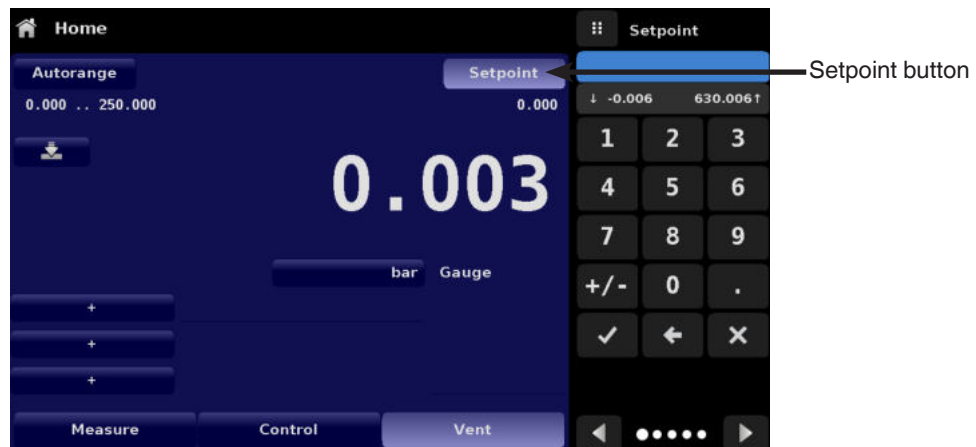 Home
Setpoint
Autorange
Setpoint
Setpoint button
0.000 .. 250.000
0.000
↓ -0.006 630.006↑
0.003
1 2 3
4 5 6
7 8 9
bar Gauge
+/- 0 .
+
+
+
Measure Control Vent